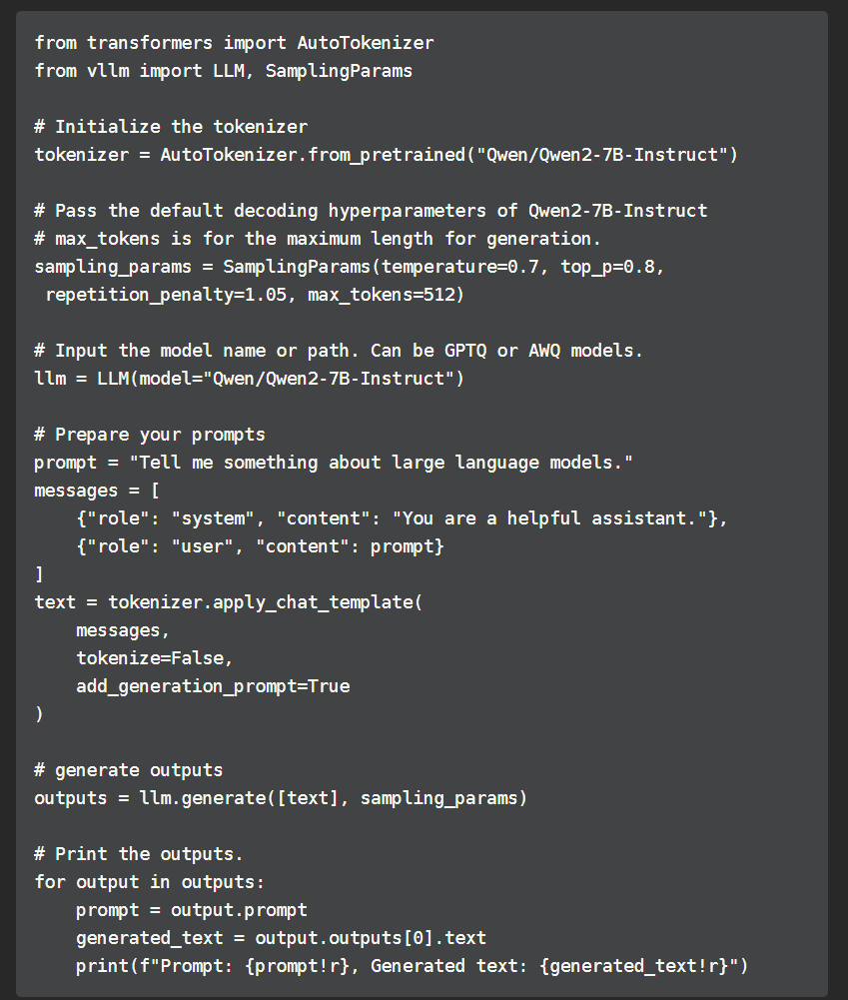 from transformers import AutoTokenizer
from vllm import LLM, SamplingParams

# Initialize the tokenizer
tokenizer = AutoTokenizer.from_pretrained("Qwen/Qwen2-7B-Instruct")

# Pass the default decoding hyperparameters of Qwen2-7B-Instruct
# max_tokens is for the maximum length for generation.
sampling_params = SamplingParams(temperature=0.7, top_p=0.8,
 repetition_penalty=1.05, max_tokens=512)

# Input the model name or path. Can be GPTQ or AWQ models.
llm = LLM(model="Qwen/Qwen2-7B-Instruct")

# Prepare your prompts
prompt = "Tell me something about large language models."
messages = [
    {"role": "system", "content": "You are a helpful assistant."},
    {"role": "user", "content": prompt}
]
text = tokenizer.apply_chat_template(
    messages,
    tokenize=False,
    add_generation_prompt=True
)

# generate outputs
outputs = llm.generate([text], sampling_params)

# Print the outputs.
for output in outputs:
    prompt = output.prompt
    generated_text = output.outputs[0].text
    print(f"Prompt: {prompt!r}, Generated text: {generated_text!r}")